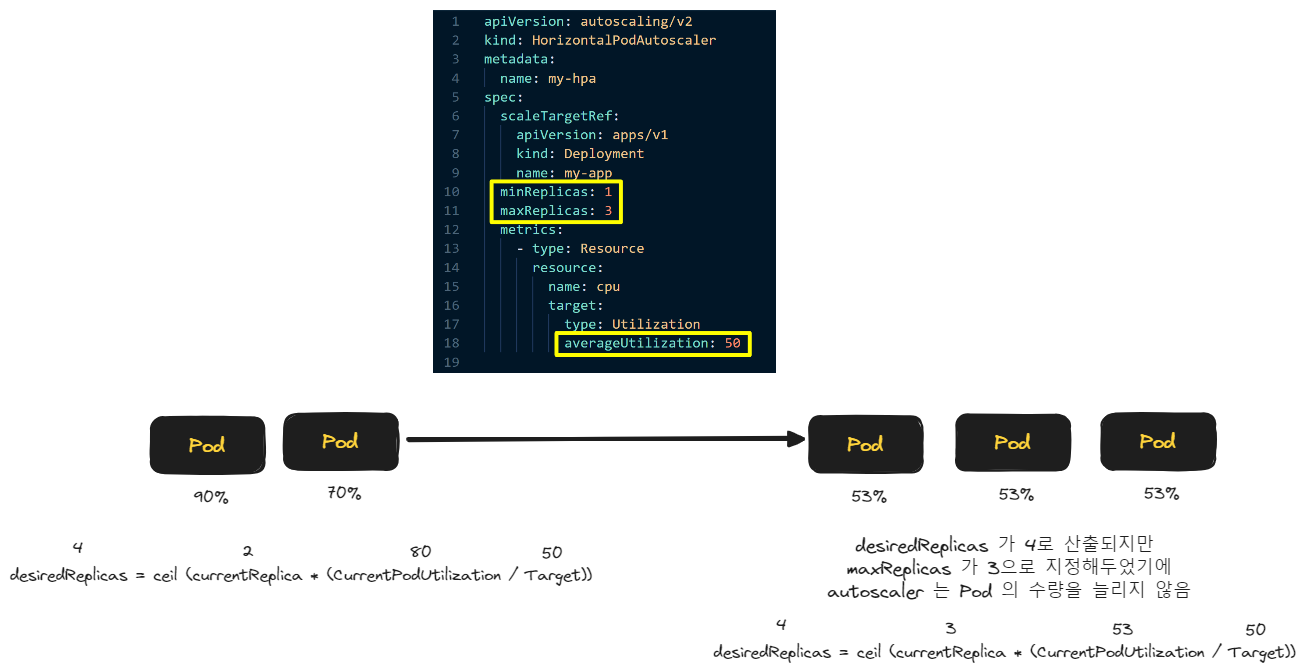 1 apiVersion: autoscaling/v2
2 kind: HorizontalPodAutoscaler
3 metadata:
4   name: my-hpa
5 spec:
6   scaleTargetRef:
7     apiVersion: apps/v1
8     kind: Deployment
9     name: my-app
10   minReplicas: 1
11   maxReplicas: 3
12   metrics:
13     - type: Resource
14       resource:
15         name: cpu
16         target:
17           type: Utilization
18           averageUtilization: 50
19
Pod Pod
90% 70%
4 2 80 50
desiredReplicas = ceil (currentReplica * (CurrentPodUtilization / Target))
Pod Pod Pod
53% 53% 53%
desiredReplicas 가 4로 산출되지만
maxReplicas 가 3으로 지정해두었기에
autoscaler 는 Pod 의 수량을 늘리지 않음
4 3 53 50
desiredReplicas = ceil (currentReplica * (CurrentPodUtilization / Target))